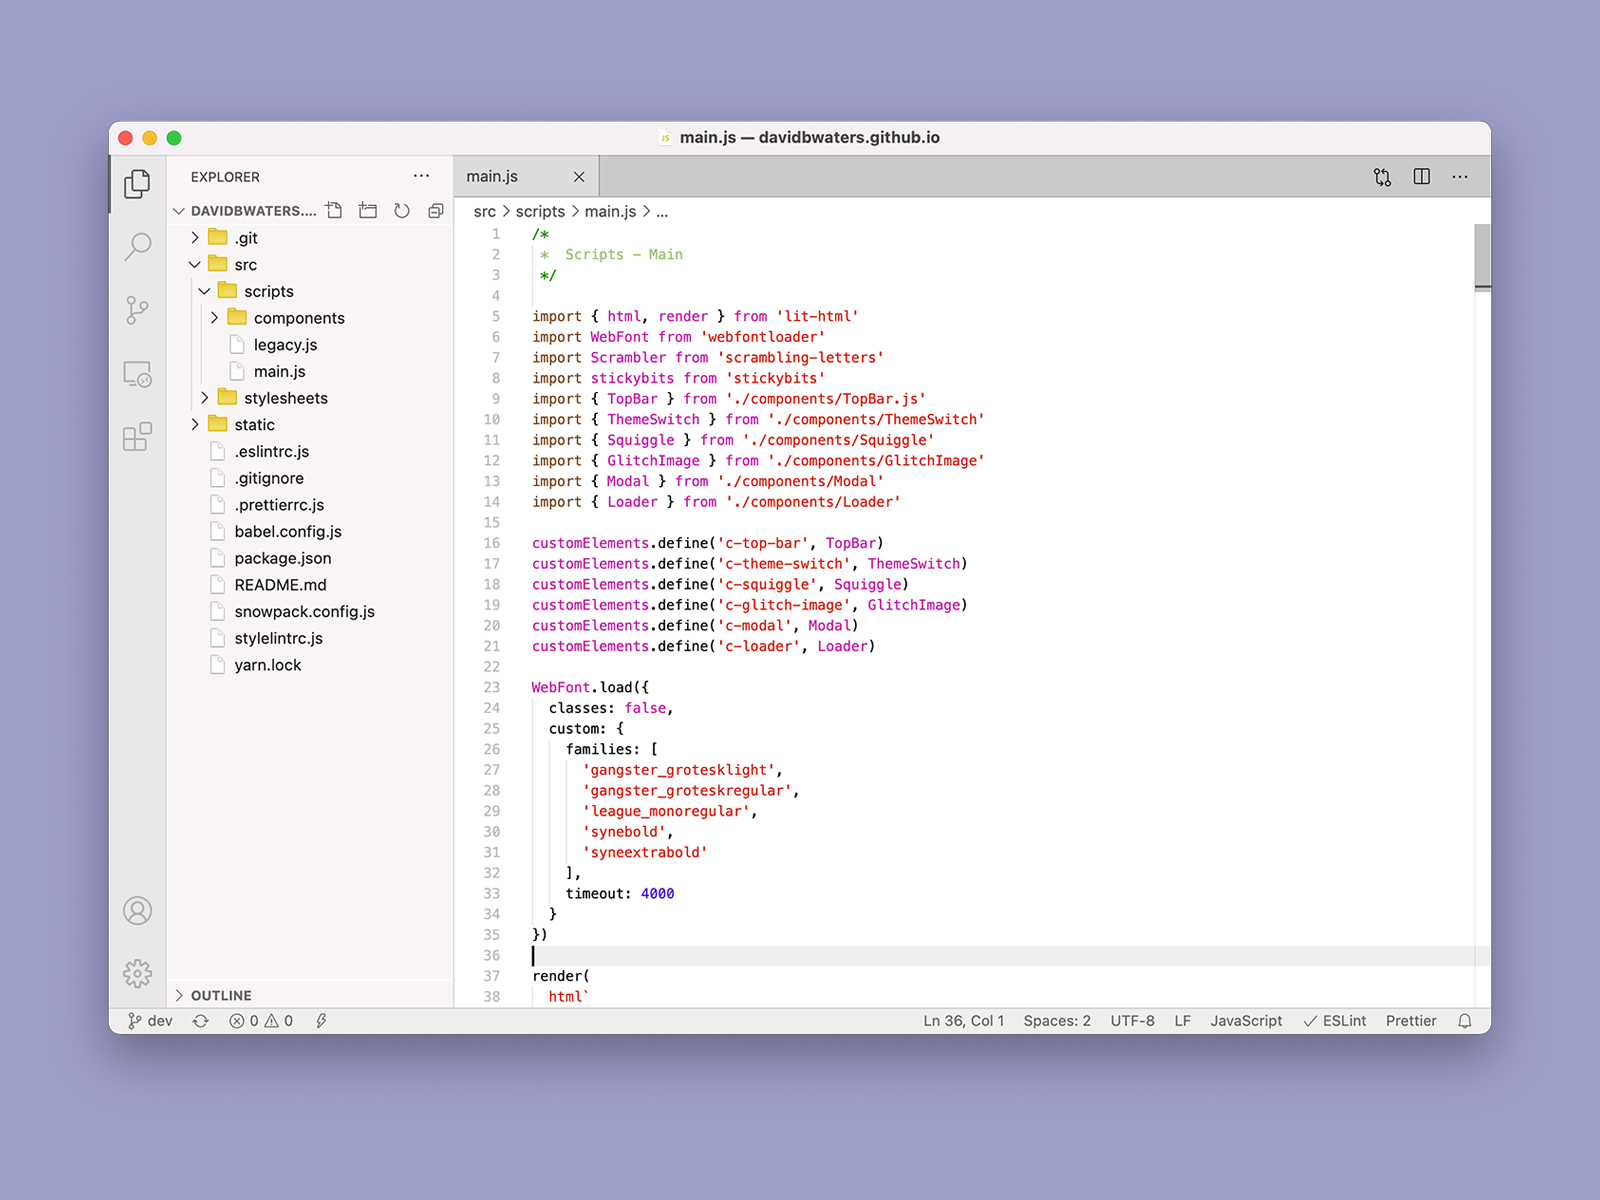 main.js — davidbwaters.github.io
EXPLORER
DAVIDBWATERS....
.git
src
scripts
components
legacy.js
main.js
stylesheets
static
.eslintrc.js
.gitignore
.prettierrc.js
babel.config.js
package.json
README.md
snowpack.config.js
stylelintrc.js
yarn.lock
OUTLINE
main.js
src > scripts > main.js > ...
1 /*
2  *  Scripts - Main
3  */
4
5 import { html, render } from 'lit-html'
6 import WebFont from 'webfontloader'
7 import Scrambler from 'scrambling-letters'
8 import stickybits from 'stickybits'
9 import { TopBar } from './components/TopBar.js'
10 import { ThemeSwitch } from './components/ThemeSwitch'
11 import { Squiggle } from './components/Squiggle'
12 import { GlitchImage } from './components/GlitchImage'
13 import { Modal } from './components/Modal'
14 import { Loader } from './components/Loader'
15
16 customElements.define('c-top-bar', TopBar)
17 customElements.define('c-theme-switch', ThemeSwitch)
18 customElements.define('c-squiggle', Squiggle)
19 customElements.define('c-glitch-image', GlitchImage)
20 customElements.define('c-modal', Modal)
21 customElements.define('c-loader', Loader)
22
23 WebFont.load({
24   classes: false,
25   custom: {
26     families: [
27       'gangster_grotesklight',
28       'gangster_groteskregular',
29       'league_monoregular',
30       'synebold',
31       'syneextrabold'
32     ],
33     timeout: 4000
34   }
35 })
36
37 render(
38   html`
dev 0 0 Ln 36, Col 1 Spaces: 2 UTF-8 LF JavaScript ESLint Prettier